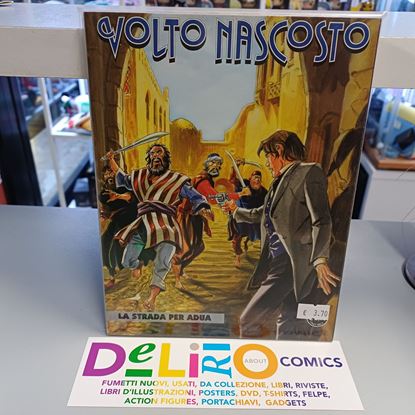 VOLTO NASCOSTO
LA STRADA PER ADUA
€ 3.70
DeLiRiO ABOUT COMICS
FUMETTI NUOVI, USATI, DA COLLEZIONE, LIBRI, RIVISTE,
LIBRI D'ILLUSTRAZIONI, POSTERS, DVD, T-SHIRTS, FELPE,
ACTION FIGURES, PORTACHIAVI, GADGETS